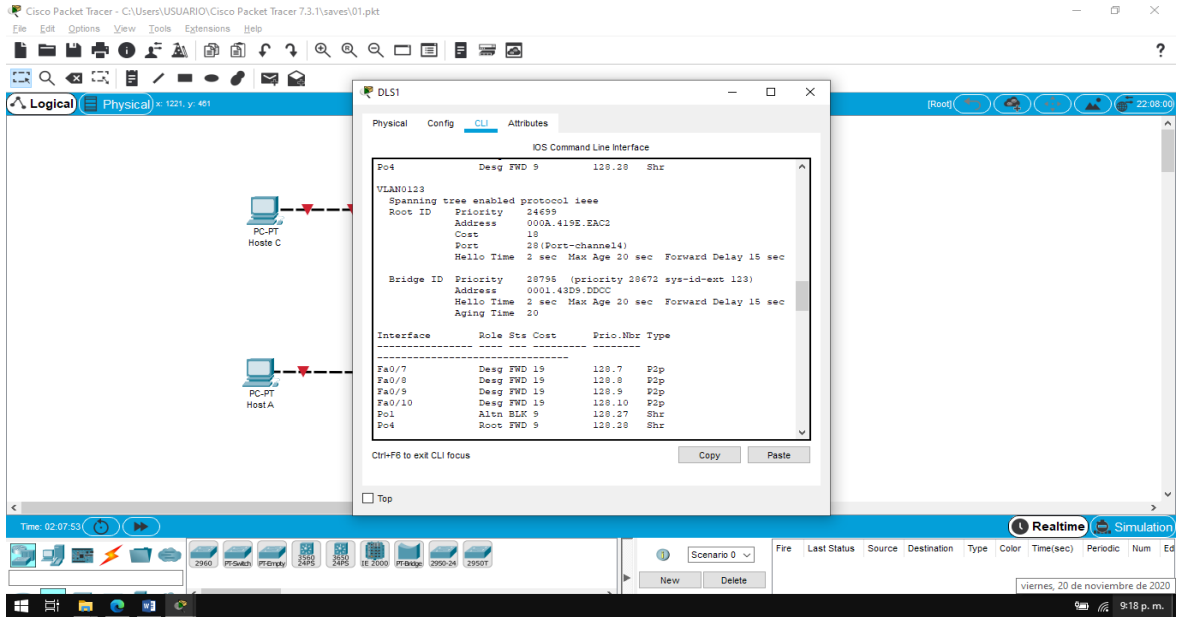 Cisco Packet Tracer - C:\Users\USUARIO\Cisco Packet Tracer 7.3.1\saves\01.pkt
File Edit Options View Tools Extensions Help
Logical Physical x: 1221, y: 461
[Root] 22:08:00
PC-PT
Hoste C
PC-PT
Host A
DLS1
Physical Config CLI Attributes
IOS Command Line Interface
Po4 Desg FWD 9 128.28 Shr
VLAN0123
Spanning tree enabled protocol ieee
Root ID Priority 24699
Address 000A.419E.EAC2
Cost 18
Port 28(Port-channel4)
Hello Time 2 sec Max Age 20 sec Forward Delay 15 sec
Bridge ID Priority 28795 (priority 28672 sys-id-ext 123)
Address 0001.43D9.DDCC
Hello Time 2 sec Max Age 20 sec Forward Delay 15 sec
Aging Time 20
Interface Role Sts Cost Prio.Nbr Type
---------------- ---- --- --------- --------
--------------------------------
Fa0/7 Desg FWD 19 128.7 P2p
Fa0/8 Desg FWD 19 128.8 P2p
Fa0/9 Desg FWD 19 128.9 P2p
Fa0/10 Desg FWD 19 128.10 P2p
Po1 Altn BLK 9 128.27 Shr
Po4 Root FWD 9 128.28 Shr
Ctrl+F6 to exit CLI focus
Copy Paste
Top
Time: 02:07:53
Realtime Simulation
2960 PT-Switch PT-Empty 3560 24PS 3650 24PS IE 2000 PT-Bridge 2950-24 2950T
Scenario 0
New Delete
Fire Last Status Source Destination Type Color Time(sec) Periodic Num Ed
viernes, 20 de noviembre de 2020
9:18 p. m.